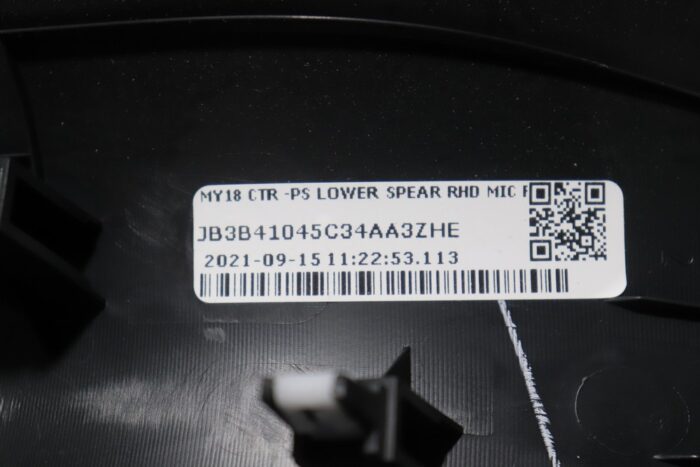 MY18 CTR -PS LOWER SPEAR RHD MIC
JB3B41045C34AA3ZHE
2021-09-15 11:22:53.113